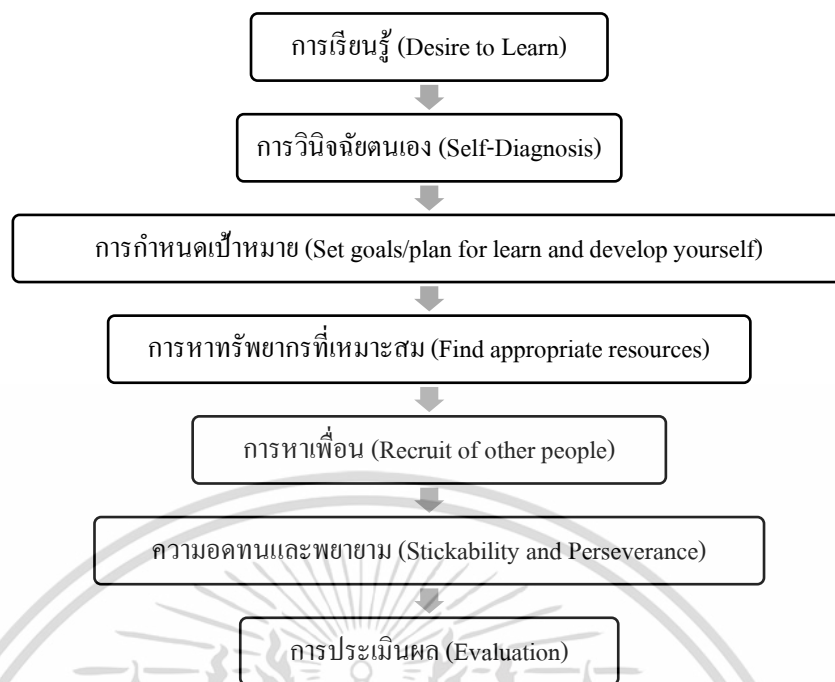 การเรียนรู้ (Desire to Learn)
การวินิจฉัยตนเอง (Self-Diagnosis)
การกำหนดเป้าหมาย (Set goals/plan for learn and develop yourself)
การหาทรัพยากรที่เหมาะสม (Find appropriate resources)
การหาเพื่อน (Recruit of other people)
ความอดทนและพยายาม (Stickability and Perseverance)
การประเมินผล (Evaluation)